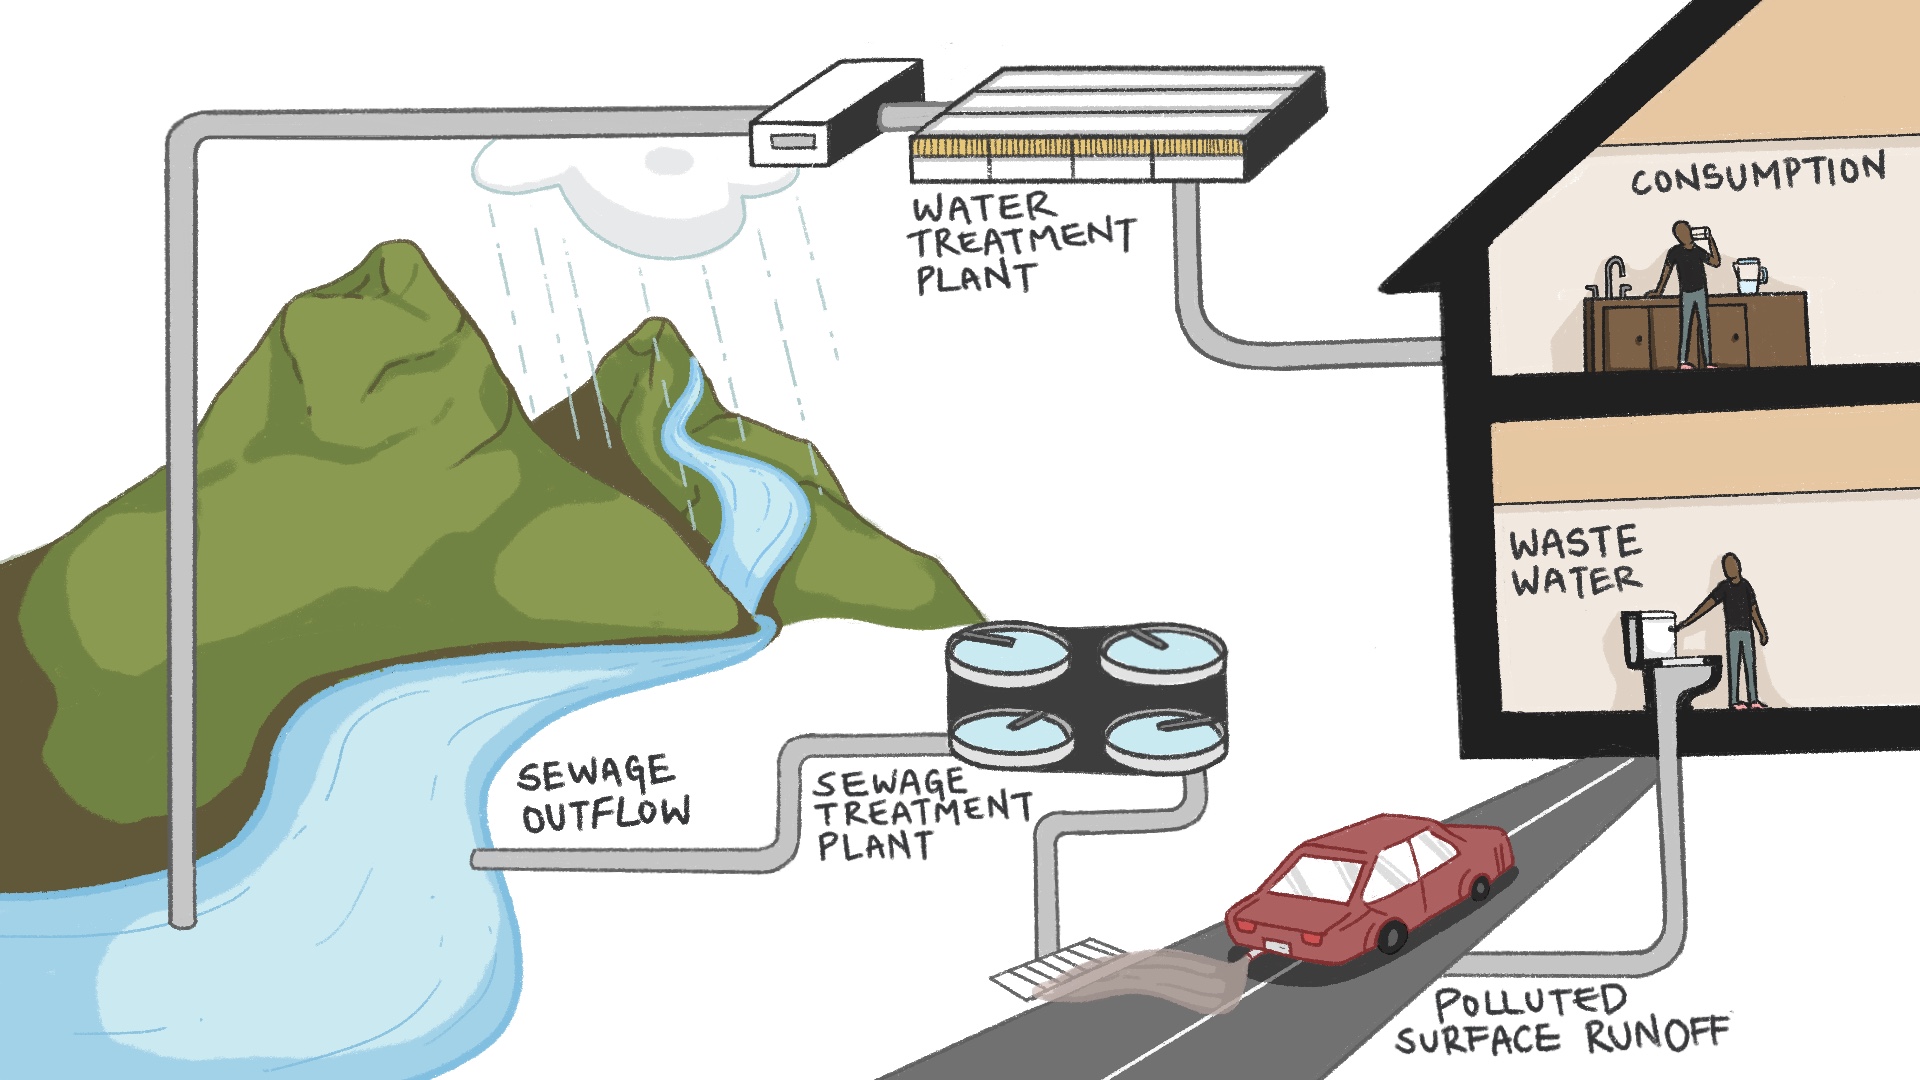 WATER
TREATMENT
PLANT
CONSUMPTION
WASTE
WATER
SEWAGE
OUTFLOW
SEWAGE
TREATMENT
PLANT
POLLUTED
SURFACE RUNOFF